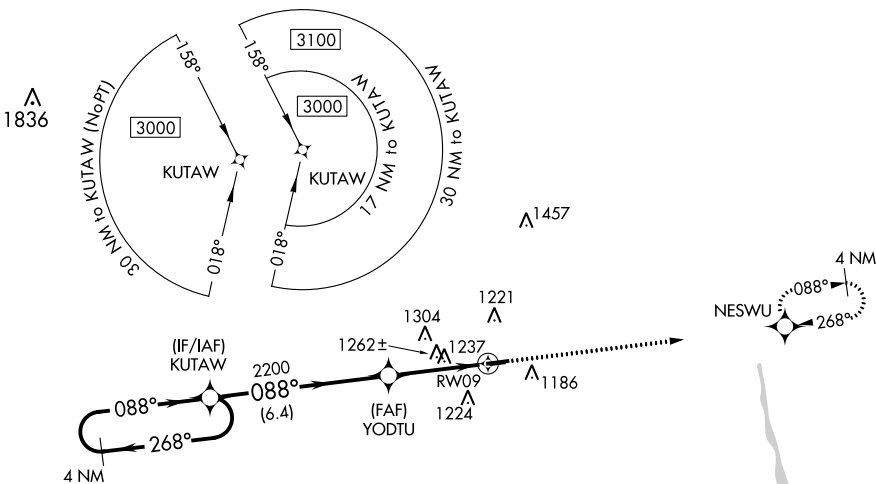 158°
30 NM to KUTAW (NoPT)
3000
KUTAW
018°
1836
158°
3100
3000
17 NM to KUTAW
30 NM to KUTAW
KUTAW
018°
1457
4 NM
088°
NESWU
268°
1221
1304
1262±
1237
(IF/IAF)
KUTAW
2200
088°
(6.4)
RW09
1186
1224
(FAF)
YODTU
088°
268°
4 NM